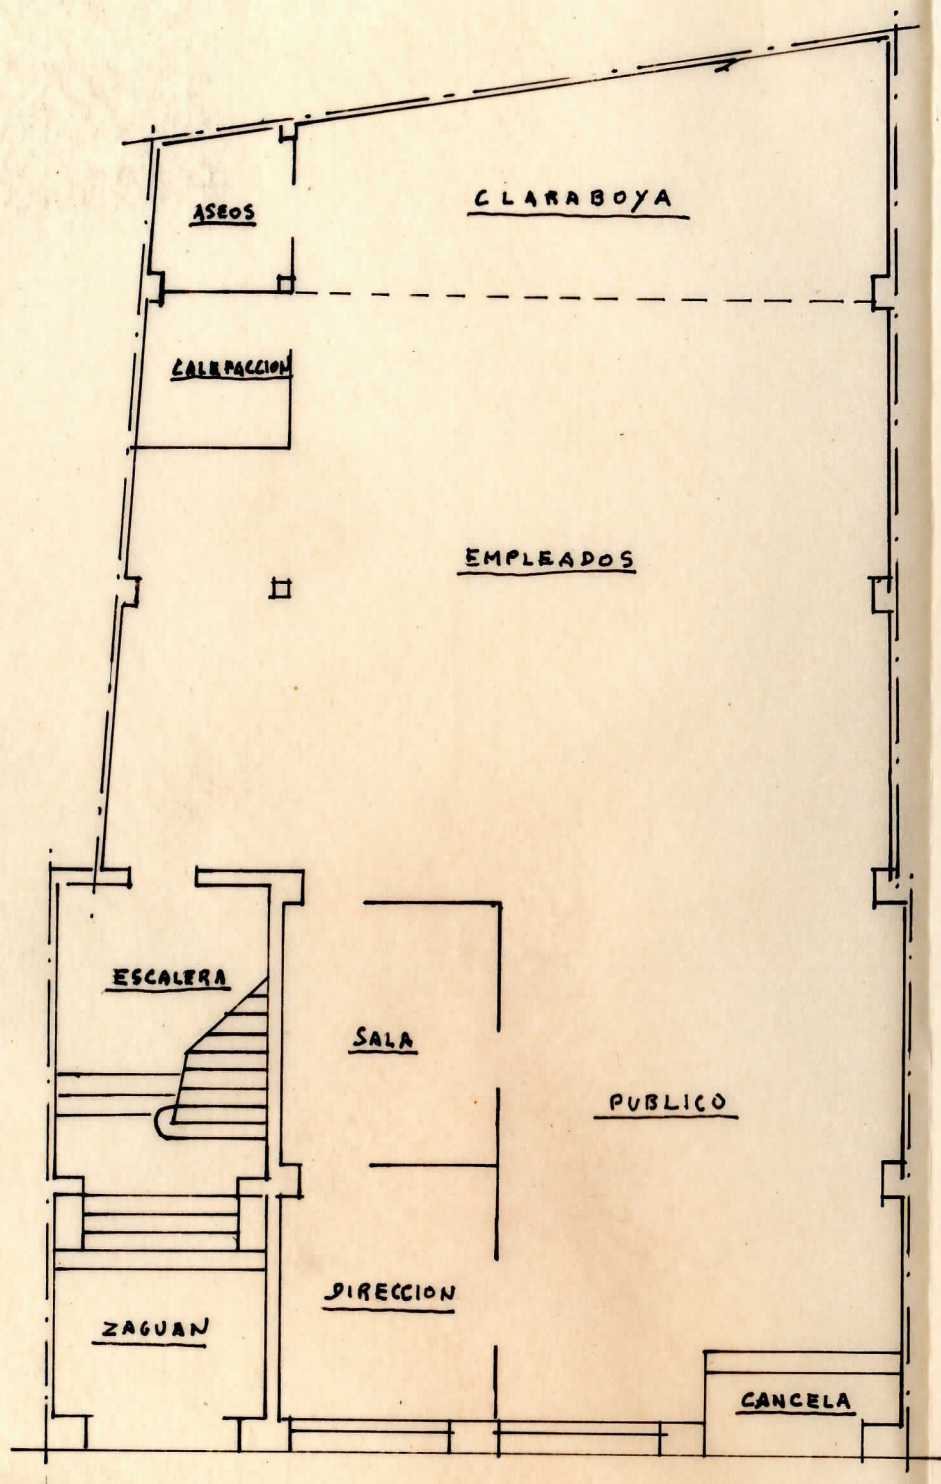 CLARABOYA
ASEOS
CALEFACCION
EMPLEADOS
ESCALERA
SALA
PUBLICO
DIRECCION
ZAGUAN
CANCELA